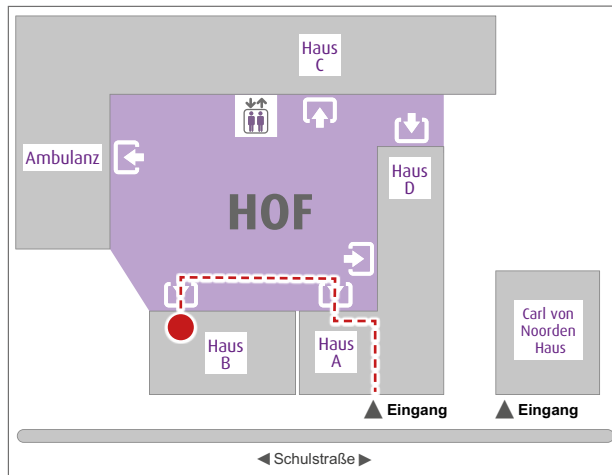 Haus
C
Ambulanz
Haus
D
HOF
Haus
B
Haus
A
Carl von
Noorden
Haus
Eingang
Eingang
Schulstraße